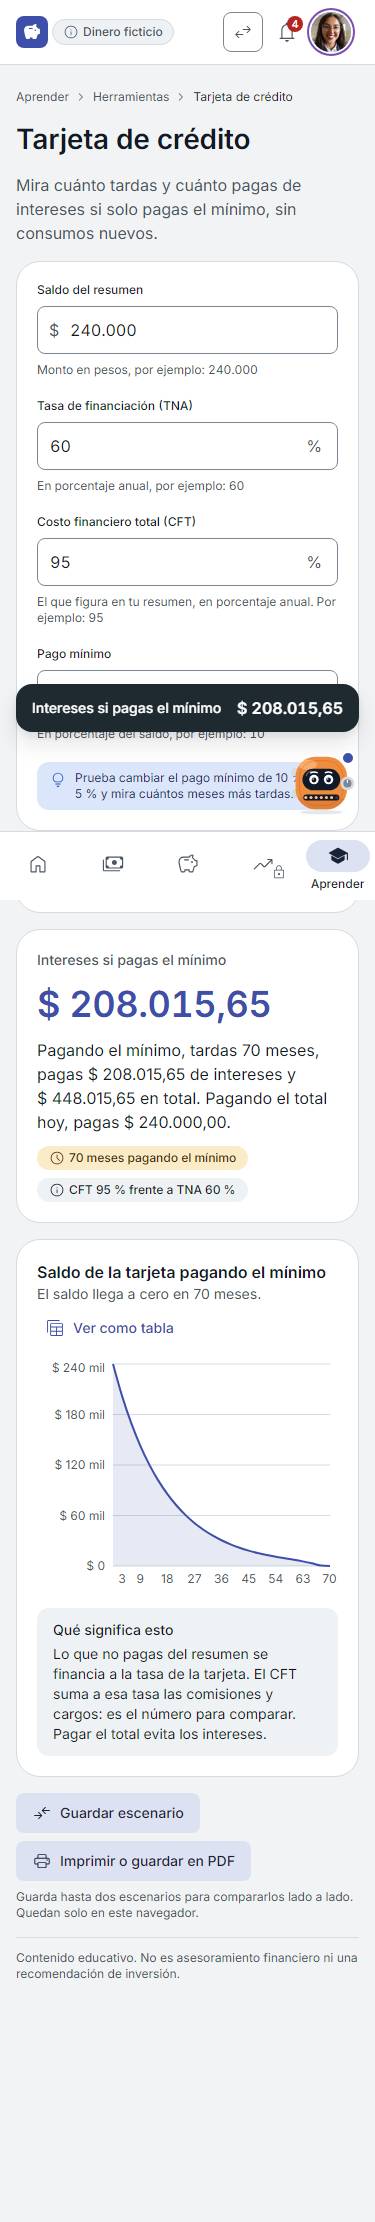 Dinero ficticio
4
Aprender > Herramientas > Tarjeta de crédito
Tarjeta de crédito
Mira cuánto tardas y cuánto pagas de
intereses si solo pagas el mínimo, sin
consumos nuevos.
Saldo del resumen
$ 240.000
Monto en pesos, por ejemplo: 240.000
Tasa de financiación (TNA)
60 %
En porcentaje anual, por ejemplo: 60
Costo financiero total (CFT)
95 %
El que figura en tu resumen, en porcentaje anual. Por
ejemplo: 95
Pago mínimo
Intereses si pagas el mínimo $ 208.015,65
En porcentaje del saldo, por ejemplo: 10
Prueba cambiar el pago mínimo de 10
5 % y mira cuántos meses más tardas.
Aprender
Intereses si pagas el mínimo
$ 208.015,65
Pagando el mínimo, tardas 70 meses,
pagas $ 208.015,65 de intereses y
$ 448.015,65 en total. Pagando el total
hoy, pagas $ 240.000,00.
70 meses pagando el mínimo
CFT 95 % frente a TNA 60 %
Saldo de la tarjeta pagando el mínimo
El saldo llega a cero en 70 meses.
Ver como tabla
$ 240 mil
$ 180 mil
$ 120 mil
$ 60 mil
$ 0
3 9 18 27 36 45 54 63 70
Qué significa esto
Lo que no pagas del resumen se
financia a la tasa de la tarjeta. El CFT
suma a esa tasa las comisiones y
cargos: es el número para comparar.
Pagar el total evita los intereses.
Guardar escenario
Imprimir o guardar en PDF
Guarda hasta dos escenarios para compararlos lado a lado.
Quedan solo en este navegador.
Contenido educativo. No es asesoramiento financiero ni una
recomendación de inversión.